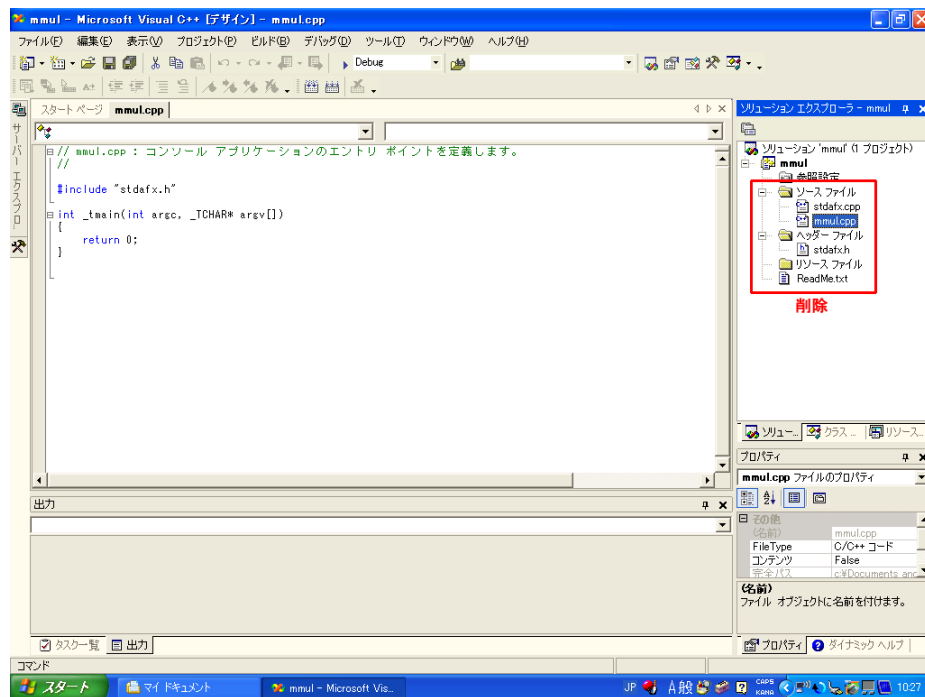 mmul - Microsoft Visual C++ [デザイン] - mmul.cpp
ファイル(F) 編集(E) 表示(V) プロジェクト(P) ビルド(B) デバッグ(D) ツール(T) ウィンドウ(W) ヘルプ(H)
Debug
スタート ページ mmul.cpp
サーバー エクスプロ...
// mmul.cpp : コンソール アプリケーションのエントリ ポイントを定義します。
//
#include "stdafx.h"
int _tmain(int argc, _TCHAR* argv[])
{
return 0;
}
ソリューション エクスプローラ - mmul
ソリューション 'mmul' (1 プロジェクト)
mmul
参照設定
ソース ファイル
stdafx.cpp
mmul.cpp
ヘッダー ファイル
stdafx.h
リソース ファイル
ReadMe.txt
削除
ソリュー... クラス ... リソース...
プロパティ
mmul.cpp ファイルのプロパティ
その他
(名前) mmul.cpp
FileType C/C++ コード
コンテンツ False
完全パス c:¥Documents anc
(名前)
ファイル オブジェクトに名前を付けます。
プロパティ ダイナミック ヘルプ
出力
タスク一覧 出力
コマンド
スタート マイ ドキュメント mmul - Microsoft Vis... JP A般 CAPS KANA 10:27